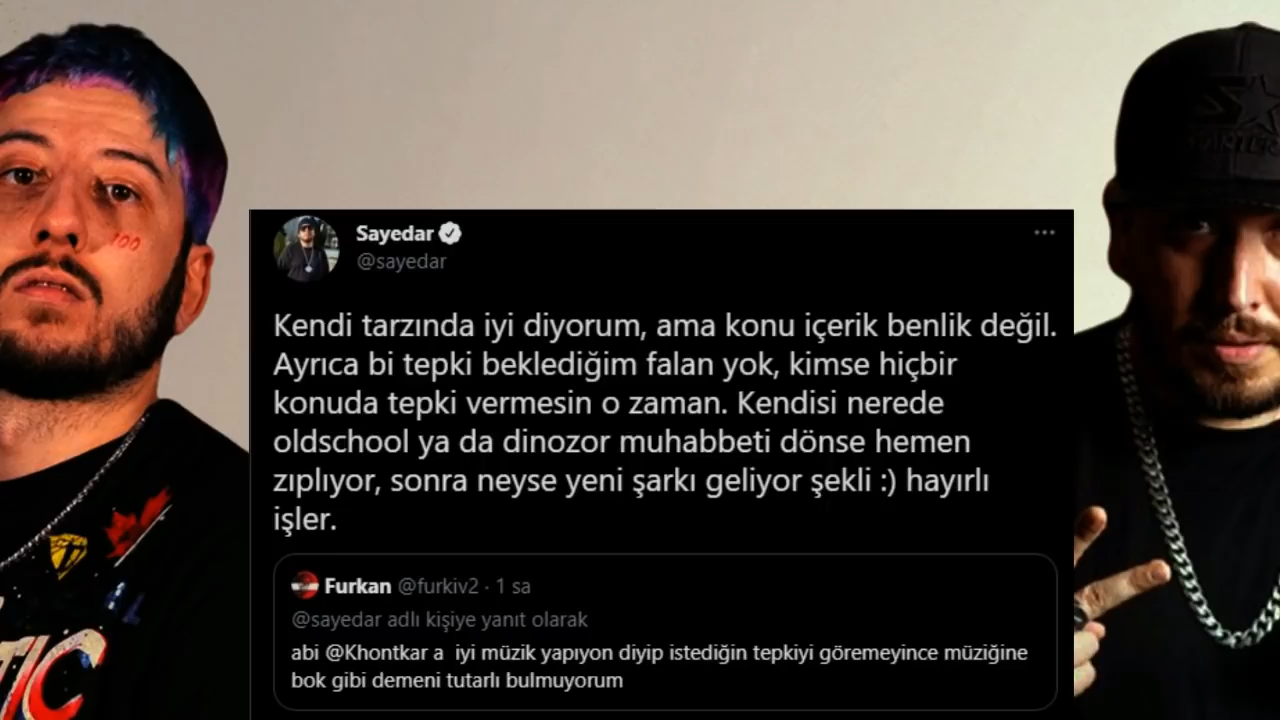 Sayedar
@sayedar
Kendi tarzında iyi diyorum, ama konu içerik benlik değil.
Ayrıca bi tepki beklediğim falan yok, kimse hiçbir
konuda tepki vermesin o zaman. Kendisi nerede
oldschool ya da dinozor muhabbeti dönse hemen
zıplıyor, sonra neyse yeni şarkı geliyor şekli :) hayırlı
işler.
Furkan @furkiv2 · 1 sa
@sayedar adlı kişiye yanıt olarak
abi @Khontkar a  iyi müzik yapıyon diyip istediğin tepkiyi göremeyince müziğine
bok gibi demeni tutarlı bulmuyorum
100